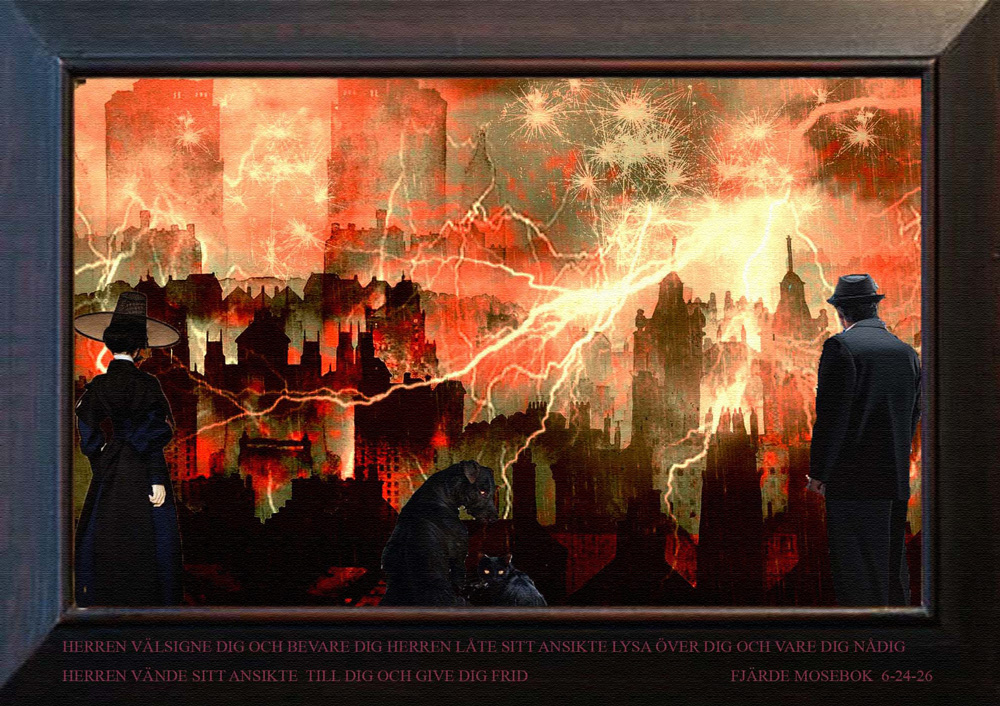 HERREN VÄLSIGNE DIG OCH BEVARE DIG HERREN LÅTE SITT ANSIKTE LYSA ÖVER DIG OCH VARE DIG NÅDIG
HERREN VÄNDE SITT ANSIKTE TILL DIG OCH GIVE DIG FRID FJÄRDE MOSEBOK 6-24-26